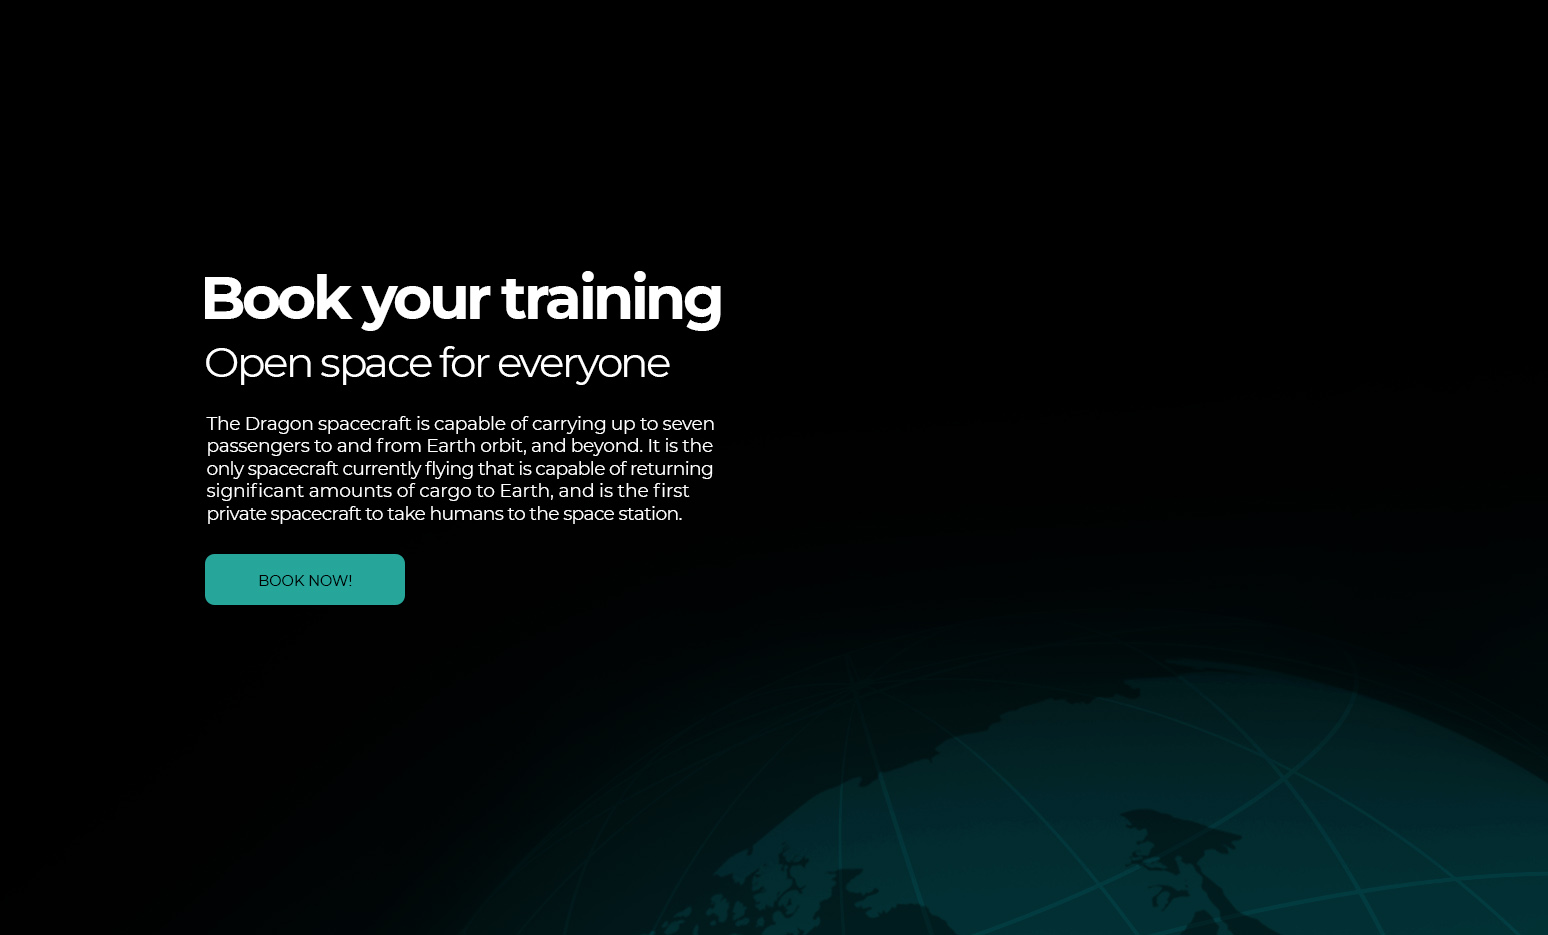 Book your training
Open space for everyone
The Dragon spacecraft is capable of carrying up to seven
passengers to and from Earth orbit, and beyond. It is the
only spacecraft currently flying that is capable of returning
significant amounts of cargo to Earth, and is the first
private spacecraft to take humans to the space station.
BOOK NOW!